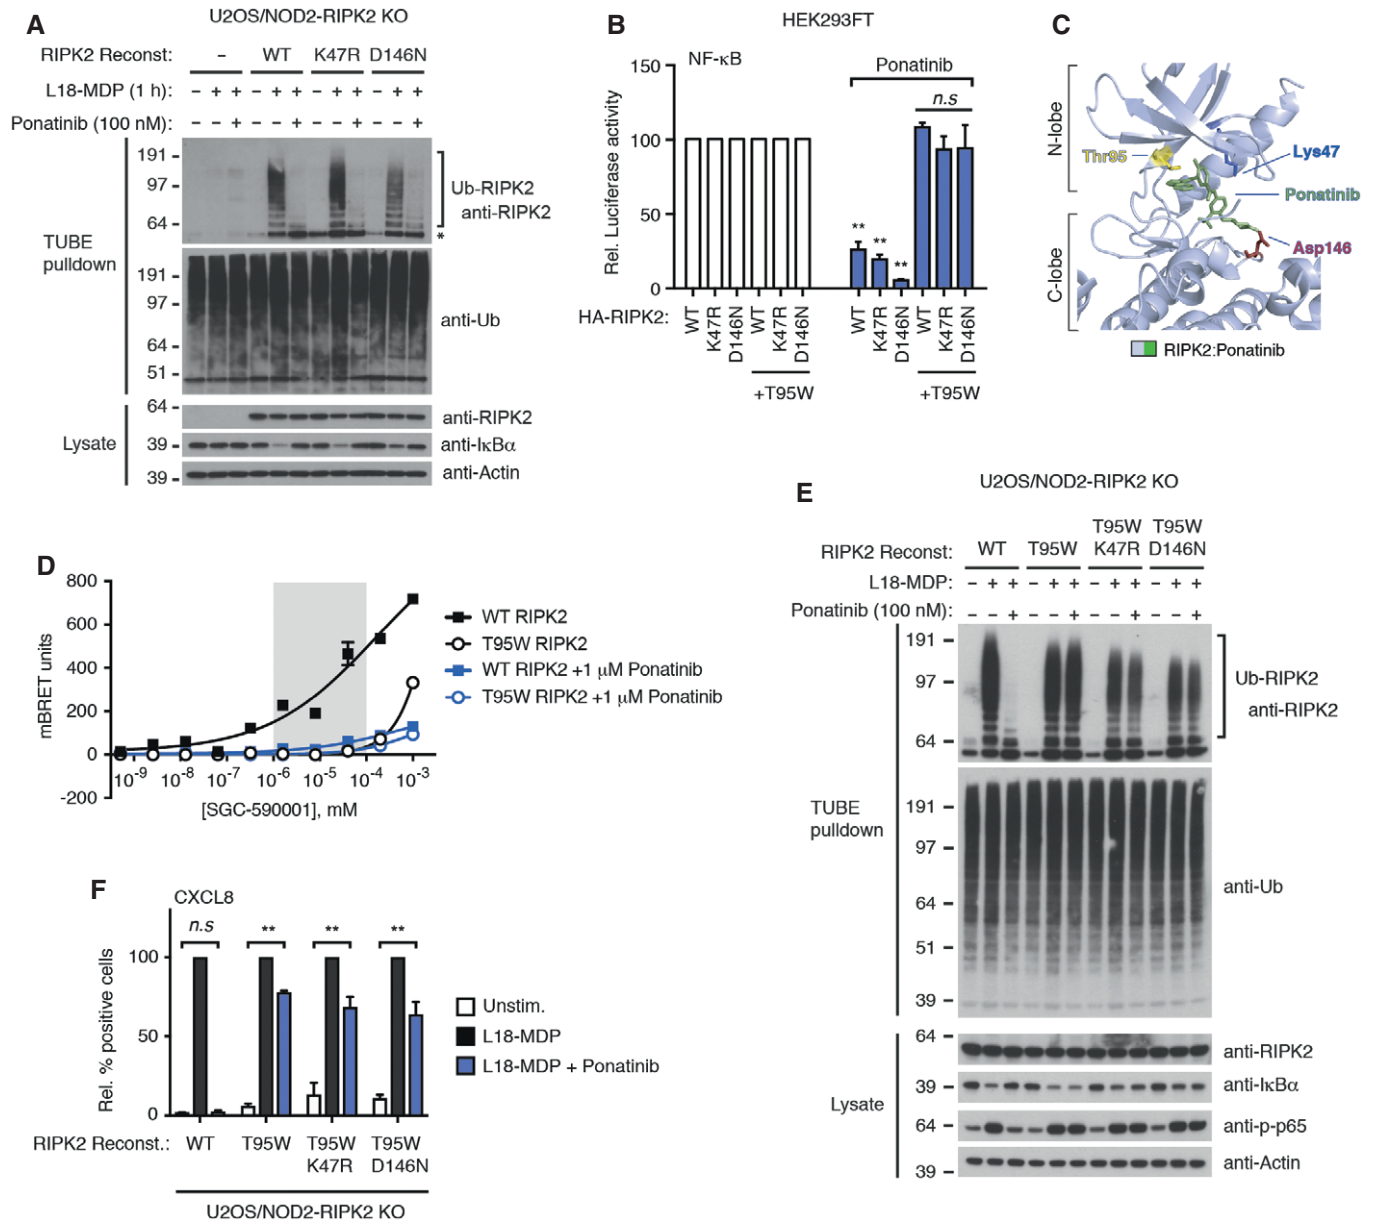 A
U2OS/NOD2-RIPK2 KO
RIPK2 Reconst: – WT K47R D146N
L18-MDP (1 h): – + + – + + – + + – + +
Ponatinib (100 nM): – – + – – + – – + – – +
191
97
64
Ub-RIPK2
anti-RIPK2
*
TUBE
pulldown
191
97
64
51
anti-Ub
64
anti-RIPK2
Lysate
39
anti-IκBα
39
anti-Actin
B
HEK293FT
NF-κB
Ponatinib
n.s
150
100
50
0
Rel. Luciferase activity
** ** **
HA-RIPK2: WT K47R D146N WT K47R D146N WT K47R D146N WT K47R D146N
+T95W +T95W
C
N-lobe
C-lobe
Thr95
Lys47
Ponatinib
Asp146
RIPK2:Ponatinib
D
800
600
400
200
0
-200
mBRET units
10-9 10-8 10-7 10-6 10-5 10-4 10-3
[SGC-590001], mM
WT RIPK2
T95W RIPK2
WT RIPK2 +1 μM Ponatinib
T95W RIPK2 +1 μM Ponatinib
E
U2OS/NOD2-RIPK2 KO
T95W T95W
RIPK2 Reconst: WT T95W K47R D146N
L18-MDP: – + + – + + – + + – + +
Ponatinib (100 nM): – – + – – + – – + – – +
191
97
64
Ub-RIPK2
anti-RIPK2
TUBE
pulldown
191
97
64
51
39
anti-Ub
64
anti-RIPK2
39
anti-IκBα
Lysate
64
anti-p-p65
39
anti-Actin
F
CXCL8
n.s ** ** **
100
50
0
Rel. % positive cells
Unstim.
L18-MDP
L18-MDP + Ponatinib
RIPK2 Reconst.: WT T95W T95W T95W
K47R D146N
U2OS/NOD2-RIPK2 KO